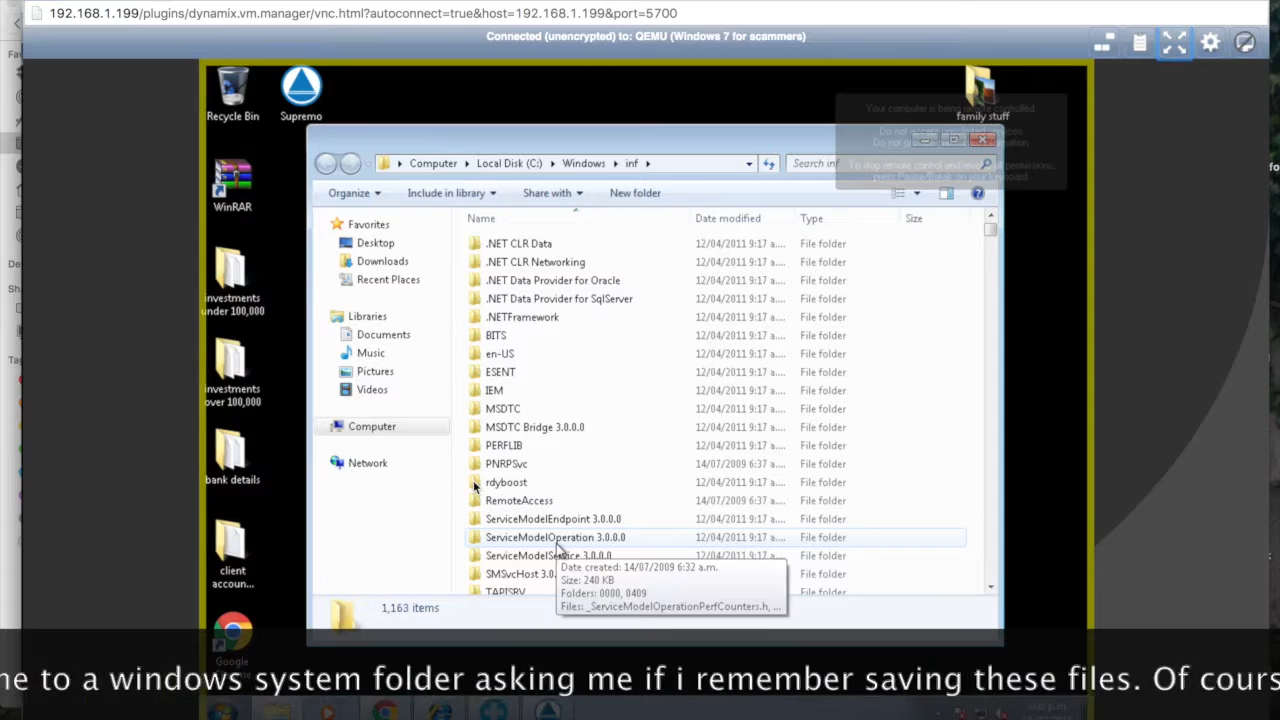 192.168.1.199/plugins/dynamix.vm.manager/vnc.html?autoconnect=true&host=192.168.1.199&port=5700
Connected (unencrypted) to: QEMU (Windows 7 for scammers)
Fav
Recycle Bin
Supremo
family stuff
Your computer is being remote controlled.
Computer Local Disk (C:) Windows inf
Search inf
Organize Include in library Share with New folder
Name Date modified Type Size
Favorites
Desktop
Downloads
Recent Places
Libraries
Documents
Music
Pictures
Videos
Computer
Network
.NET CLR Data 12/04/2011 9:17 a.... File folder
.NET CLR Networking 12/04/2011 9:17 a.... File folder
.NET Data Provider for Oracle 12/04/2011 9:17 a.... File folder
.NET Data Provider for SqlServer 12/04/2011 9:17 a.... File folder
.NETFramework 12/04/2011 9:17 a.... File folder
BITS 12/04/2011 9:17 a.... File folder
en-US 12/04/2011 9:17 a.... File folder
ESENT 12/04/2011 9:17 a.... File folder
IEM 12/04/2011 9:17 a.... File folder
MSDTC 12/04/2011 9:17 a.... File folder
MSDTC Bridge 3.0.0.0 12/04/2011 9:17 a.... File folder
PERFLIB 12/04/2011 9:17 a.... File folder
PNRPSvc 14/07/2009 6:37 a.... File folder
rdyboost 12/04/2011 9:17 a.... File folder
RemoteAccess 14/07/2009 6:37 a.... File folder
ServiceModelEndpoint 3.0.0.0 12/04/2011 9:17 a.... File folder
ServiceModelOperation 3.0.0.0 12/04/2011 9:17 a.... File folder
ServiceModelService 3.0.0.0 12/04/2011 9:17 a.... File folder
SMSvcHost 3.0. File folder
TAPISRV File folder
Date created: 14/07/2009 6:32 a.m.
Size: 240 KB
Folders: 0000, 0409
Files: _ServiceModelOperationPerfCounters.h, ...
1,163 items
WinRAR
investments
under 100,000
investments
over 100,000
bank details
client
accoun...
Google
ne to a windows system folder asking me if i remember saving these files. Of cours